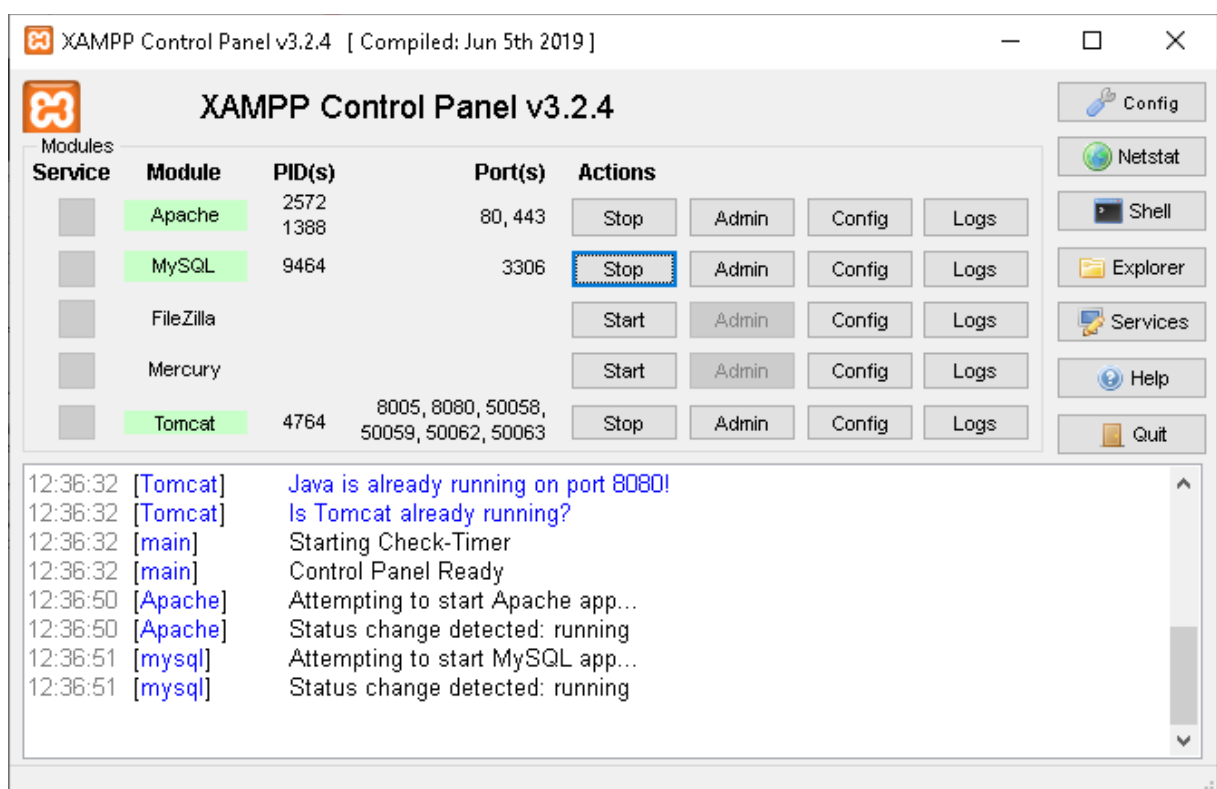 XAMPP Control Panel v3.2.4 [ Compiled: Jun 5th 2019 ]
XAMPP Control Panel v3.2.4
Config
Modules
Netstat
Service Module PID(s) Port(s) Actions
Apache 2572 1388 80, 443 Stop Admin Config Logs
Shell
MySQL 9464 3306 Stop Admin Config Logs
Explorer
FileZilla Start Admin Config Logs
Services
Mercury Start Admin Config Logs
Help
Tomcat 4764 8005, 8080, 50058, 50059, 50062, 50063 Stop Admin Config Logs
Quit
12:36:32 [Tomcat] Java is already running on port 8080!
12:36:32 [Tomcat] Is Tomcat already running?
12:36:32 [main] Starting Check-Timer
12:36:32 [main] Control Panel Ready
12:36:50 [Apache] Attempting to start Apache app...
12:36:50 [Apache] Status change detected: running
12:36:51 [mysql] Attempting to start MySQL app...
12:36:51 [mysql] Status change detected: running